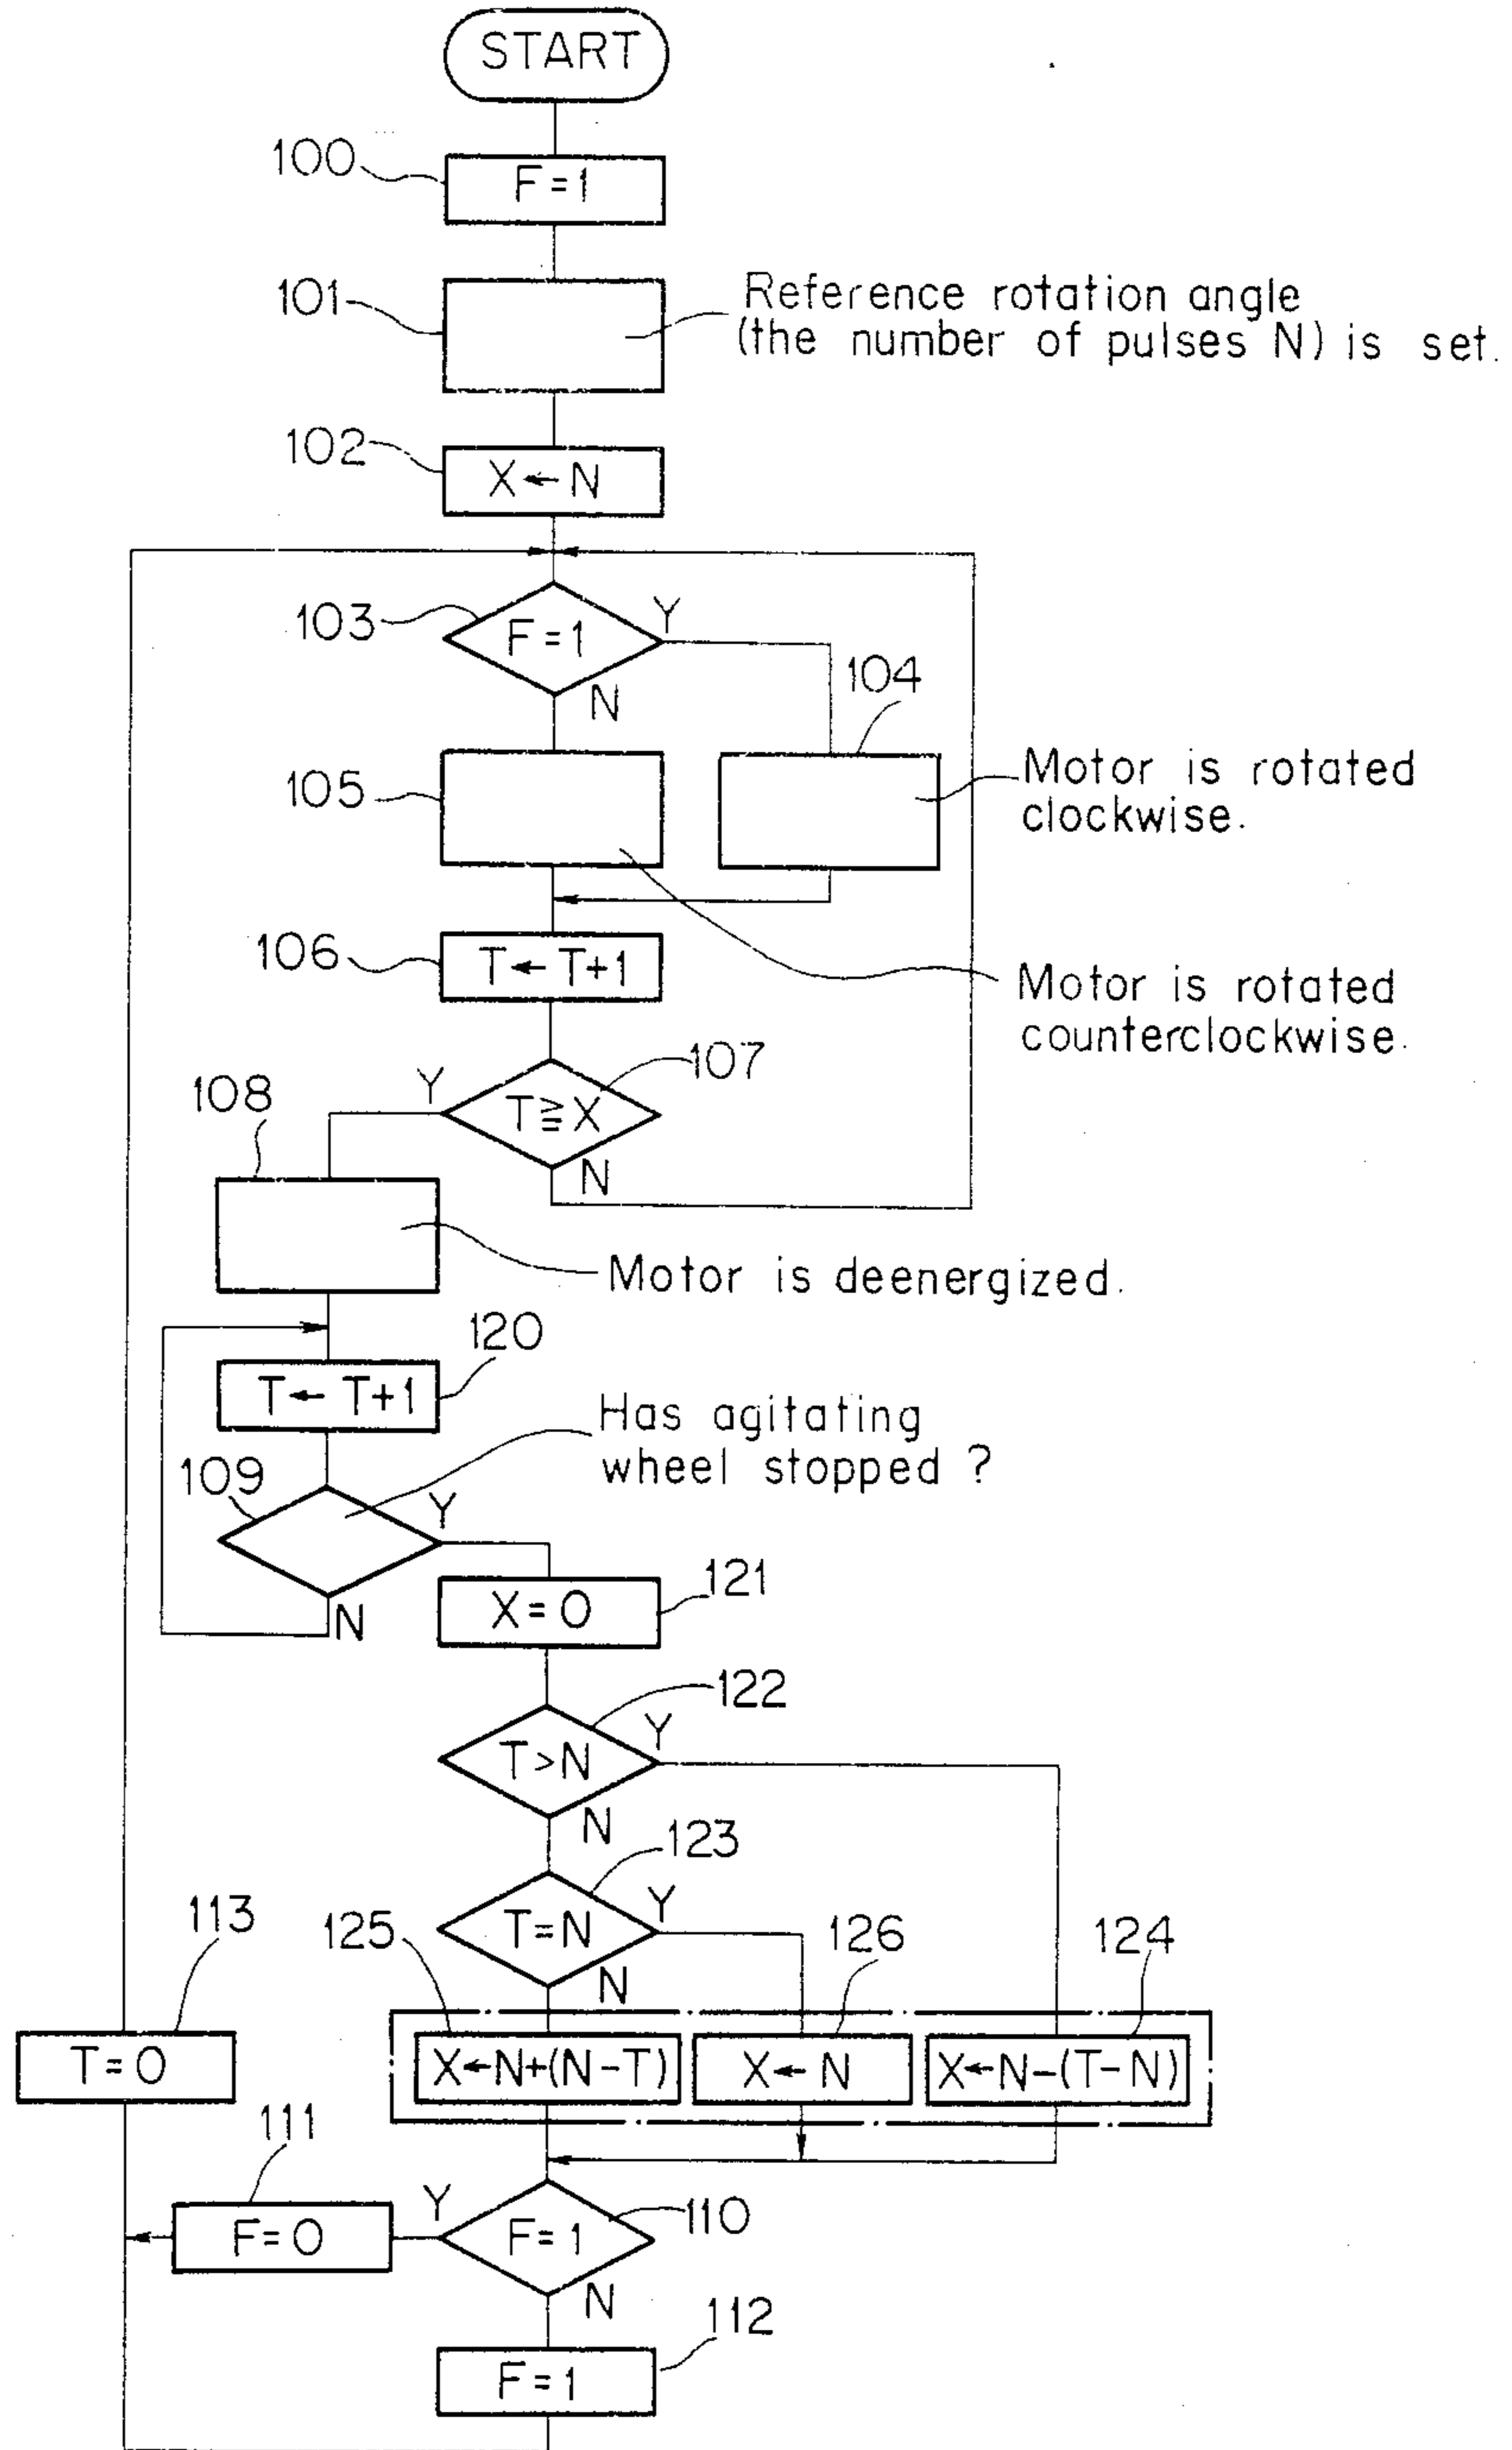 START
100
F=1
101
Reference rotation angle
(the number of pulses N) is set.
102
X←N
103
F=1
Y
N
104
105
Motor is rotated
clockwise.
106
T←T+1
Motor is rotated
counterclockwise.
107
Y
T≧X
N
108
Motor is deenergized.
120
T←T+1
Has agitating
wheel stopped ?
109
Y
N
121
X=0
122
Y
T>N
N
123
Y
T=N
N
113
125
126
124
T=0
X←N+(N-T)
X←N
X←N-(T-N)
111
Y
110
F=0
F=1
N
112
F=1